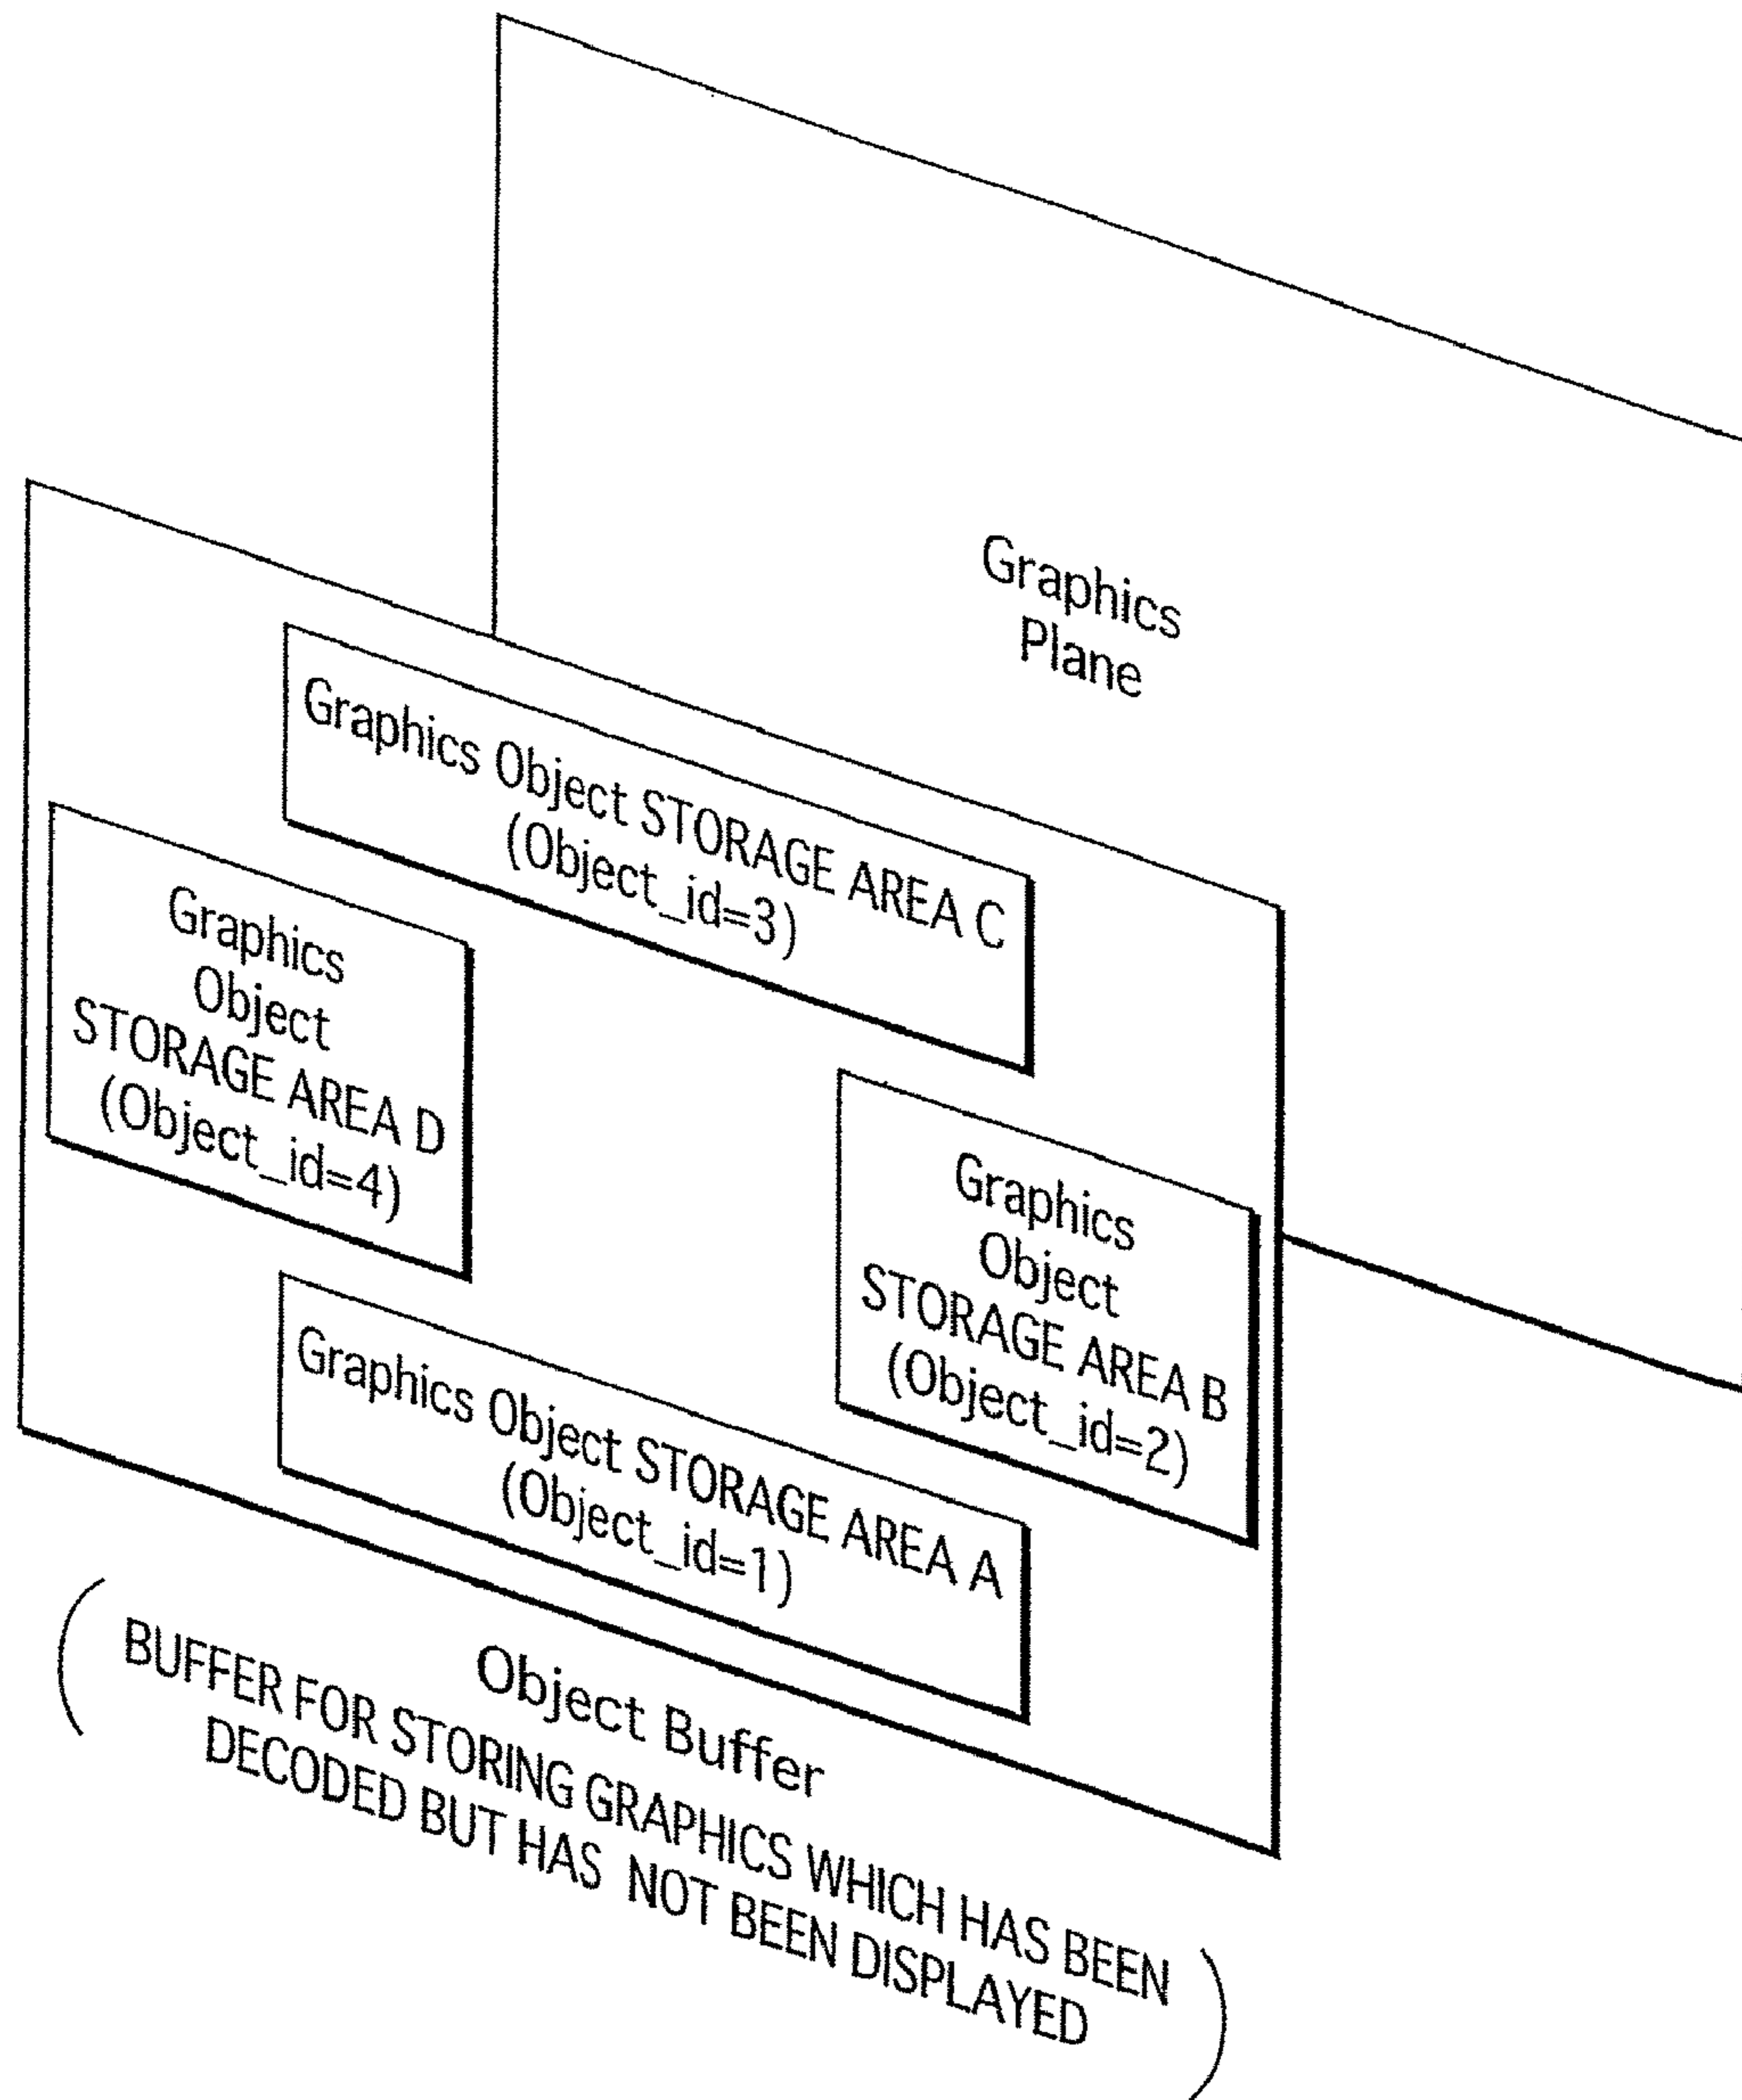 Graphics
Plane
Graphics Object STORAGE AREA C
(Object_id=3)
Graphics
Object
STORAGE AREA D
(Object_id=4)
Graphics
Object
STORAGE AREA B
(Object_id=2)
Graphics Object STORAGE AREA A
(Object_id=1)
Object Buffer
( BUFFER FOR STORING GRAPHICS WHICH HAS BEEN
DECODED BUT HAS NOT BEEN DISPLAYED )